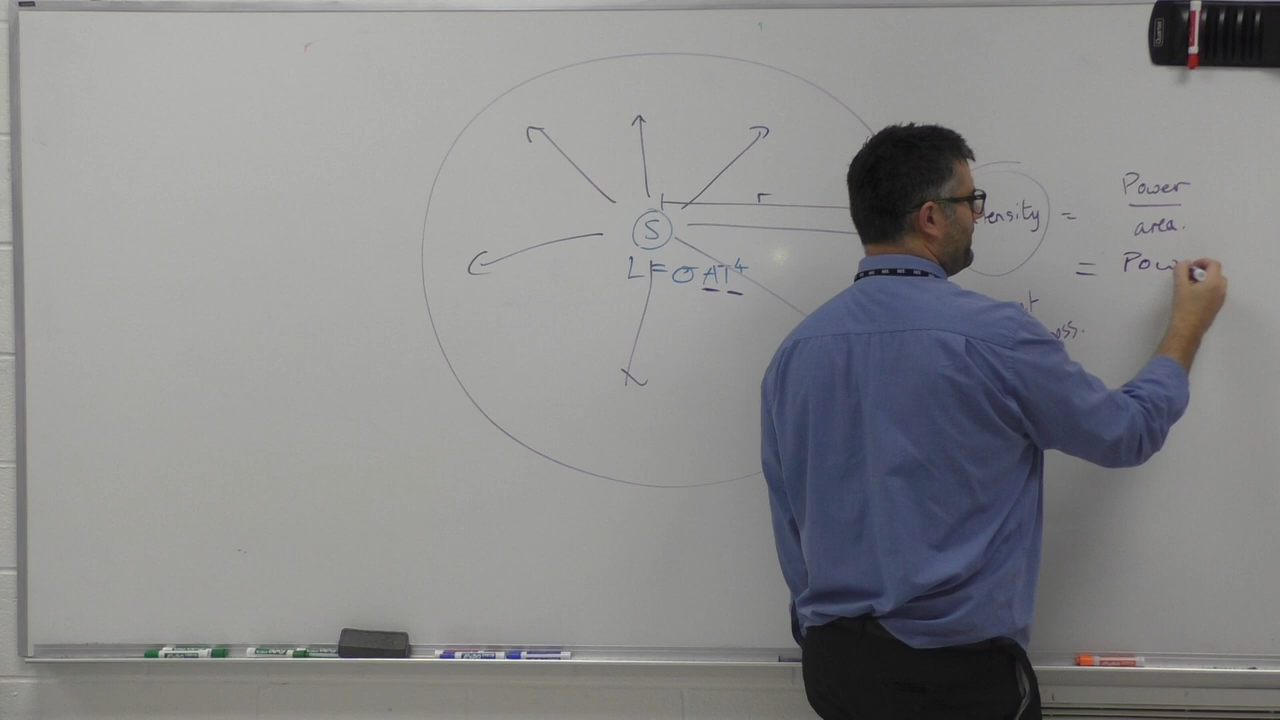 r
S
L = σAT⁴
ensity = Power
area.
= Pow